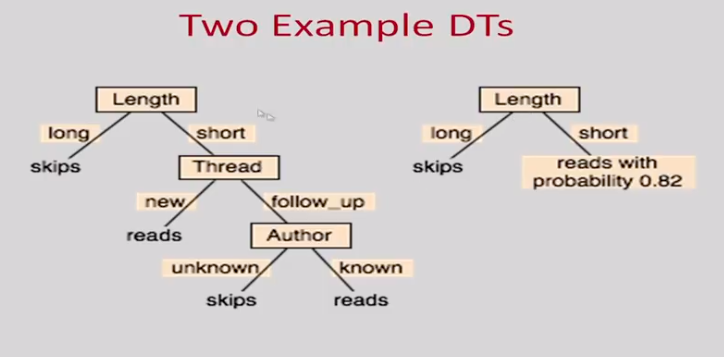 Two Example DTs
Length
long
short
skips
Thread
new
follow_up
reads
Author
unknown
known
skips
reads
Length
long
short
skips
reads with
probability 0.82